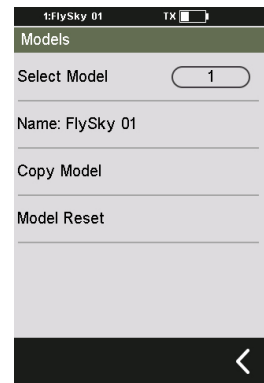 1:FlySky 01 TX
Models
Select Model 1
Name: FlySky 01
Copy Model
Model Reset